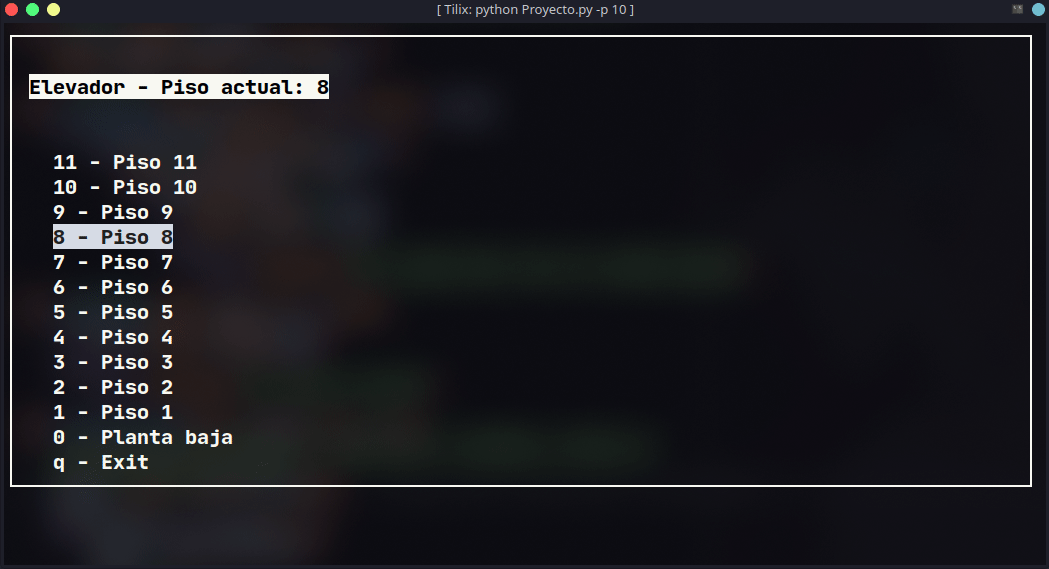 [ Tilix: python Proyecto.py -p 10 ]
Elevador - Piso actual: 8
11 - Piso 11
10 - Piso 10
9 - Piso 9
8 - Piso 8
7 - Piso 7
6 - Piso 6
5 - Piso 5
4 - Piso 4
3 - Piso 3
2 - Piso 2
1 - Piso 1
0 - Planta baja
q - Exit